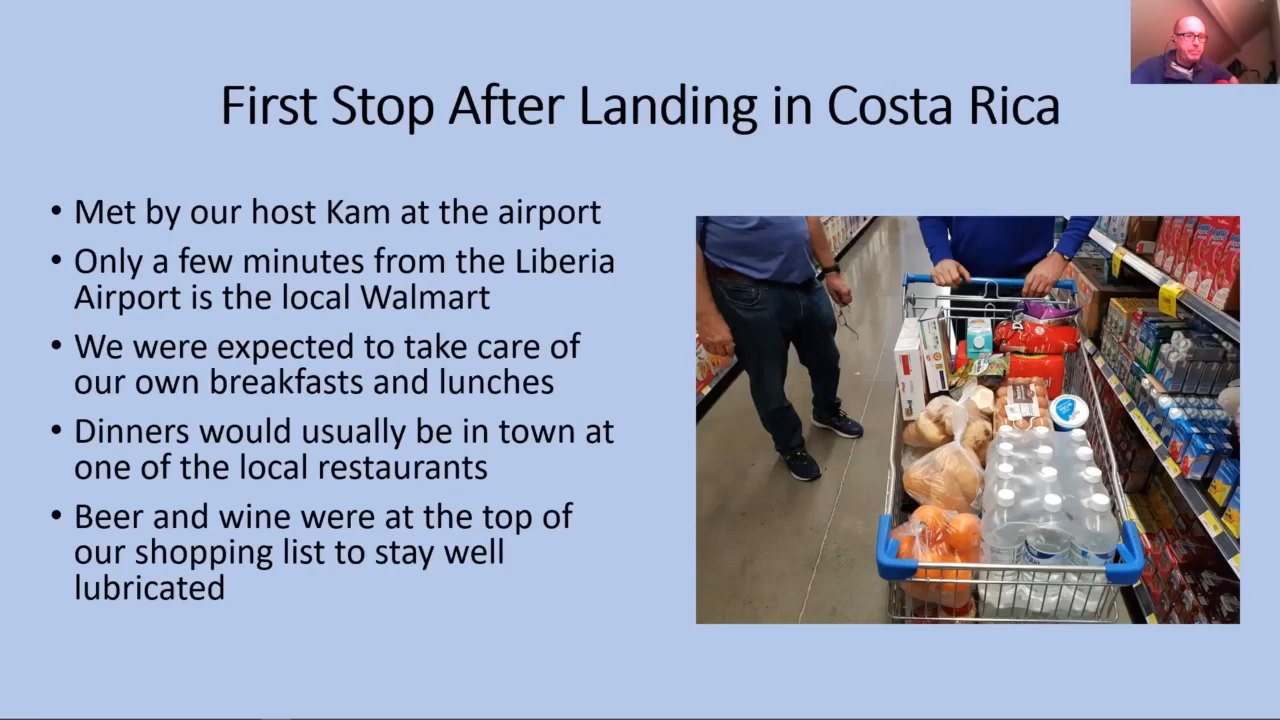 First Stop After Landing in Costa Rica
• Met by our host Kam at the airport
• Only a few minutes from the Liberia
Airport is the local Walmart
• We were expected to take care of
our own breakfasts and lunches
• Dinners would usually be in town at
one of the local restaurants
• Beer and wine were at the top of
our shopping list to stay well
lubricated